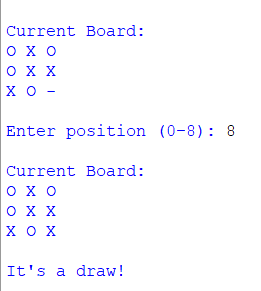 Current Board:
O X O
O X X
X O -
Enter position (0-8): 8
Current Board:
O X O
O X X
X O X
It's a draw!